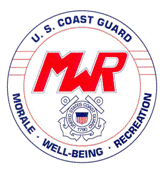 U.S. COAST GUARD
MWR
MORALE · WELL-BEING · RECREATION